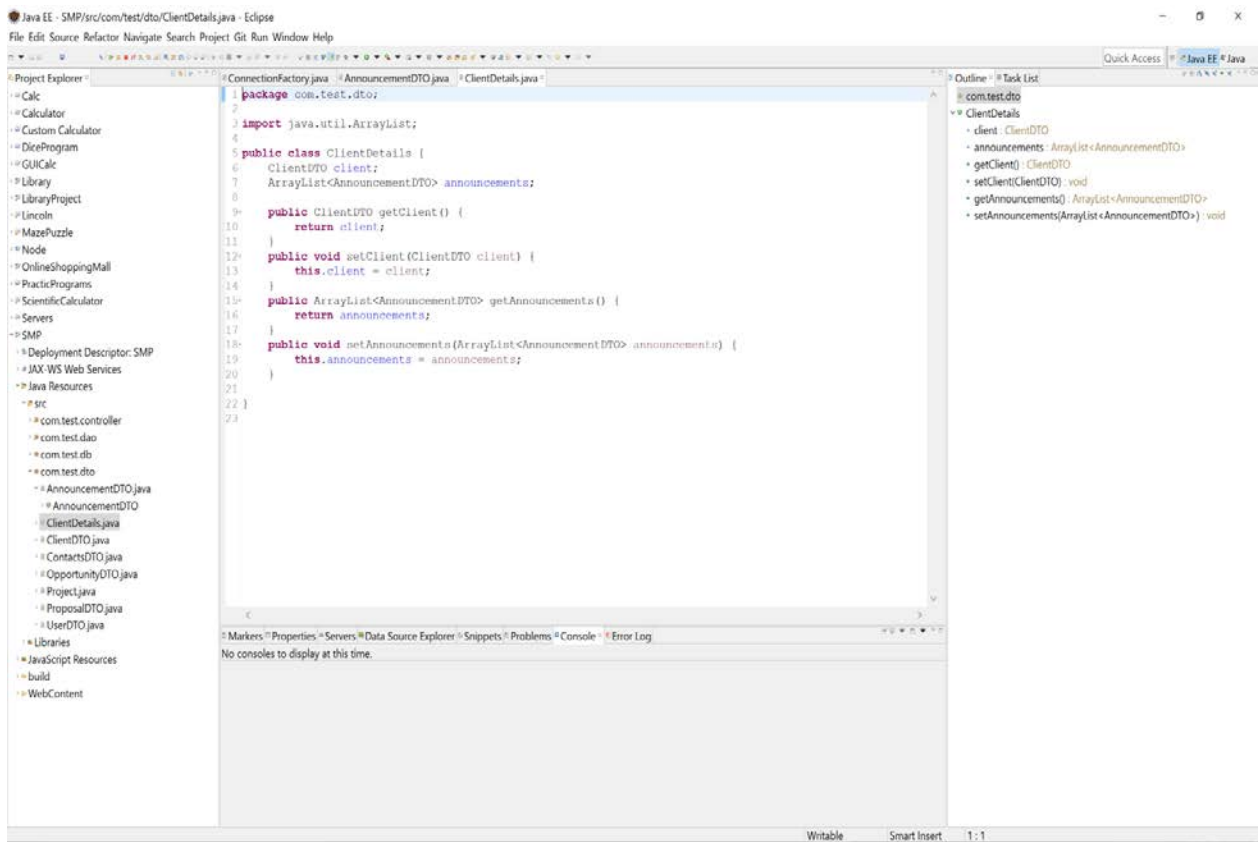 Java EE - SMP/src/com/test/dto/ClientDetails.java - Eclipse
File Edit Source Refactor Navigate Search Project Git Run Window Help
Quick Access Java EE Java
Project Explorer
Calc
Calculator
Custom Calculator
DiceProgram
GUICalc
Library
LibraryProject
Lincoln
MazePuzzle
Node
OnlineShoppingMall
PracticPrograms
ScientificCalculator
Servers
SMP
Deployment Descriptor: SMP
JAX-WS Web Services
Java Resources
src
com.test.controller
com.test.dao
com.test.db
com.test.dto
AnnouncementDTO.java
AnnouncementDTO
ClientDetails.java
ClientDTO.java
ContactsDTO.java
OpportunityDTO.java
Project.java
ProposalDTO.java
UserDTO.java
Libraries
JavaScript Resources
build
WebContent
ConnectionFactory.java AnnouncementDTO.java ClientDetails.java
1 package com.test.dto;
2
3 import java.util.ArrayList;
4
5 public class ClientDetails {
6 ClientDTO client;
7 ArrayList<AnnouncementDTO> announcements;
8
9 public ClientDTO getClient() {
10 return client;
11 }
12 public void setClient(ClientDTO client) {
13 this.client = client;
14 }
15 public ArrayList<AnnouncementDTO> getAnnouncements() {
16 return announcements;
17 }
18 public void setAnnouncements(ArrayList<AnnouncementDTO> announcements) {
19 this.announcements = announcements;
20 }
21
22 }
23
Markers Properties Servers Data Source Explorer Snippets Problems Console Error Log
No consoles to display at this time.
Outline Task List
com.test.dto
ClientDetails
client : ClientDTO
announcements : ArrayList<AnnouncementDTO>
getClient() : ClientDTO
setClient(ClientDTO) : void
getAnnouncements() : ArrayList<AnnouncementDTO>
setAnnouncements(ArrayList<AnnouncementDTO>) : void
Writable Smart Insert 1 : 1